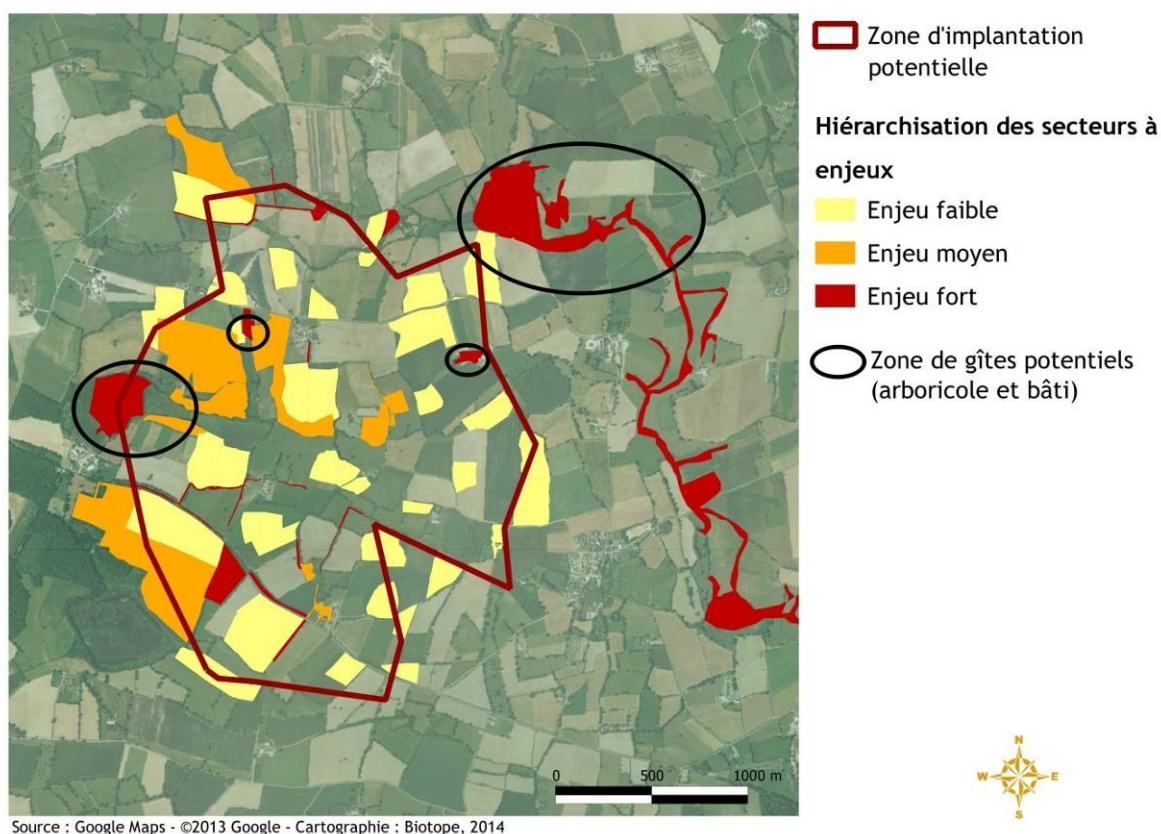 Zone d'implantation
potentielle
Hiérarchisation des secteurs à
enjeux
Enjeu faible
Enjeu moyen
Enjeu fort
Zone de gîtes potentiels
(arboricole et bâti)
0 500 1000 m
N
W E
S
Source : Google Maps - ©2013 Google - Cartographie : Biotope, 2014